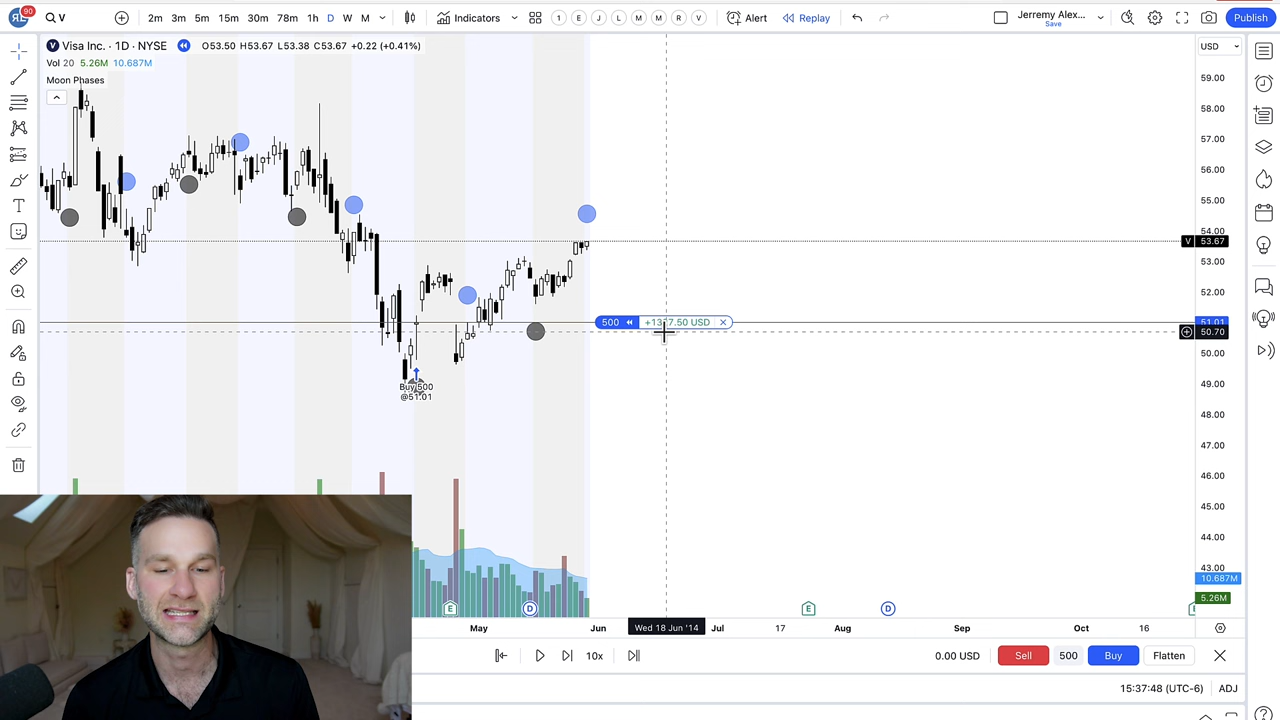 90
V
2m 3m 5m 15m 30m 78m 1h D W M
Indicators
1 E J L M M R V
Alert
Replay
Jerremy Alex...
Save
Publish
Visa Inc. · 1D · NYSE
O53.50 H53.67 L53.38 C53.67 +0.22 (+0.41%)
USD
Vol 20 5.26M 10.687M
Moon Phases
59.00
58.00
57.00
56.00
55.00
54.00
V 53.67
53.00
52.00
500
USD
51.01
50.70
50.00
49.00
Buy 500
@51.01
48.00
47.00
46.00
45.00
44.00
43.00
10.687M
5.26M
E D E D
May Jun Wed 18 Jun '14 Jul 17 Aug Sep Oct 16
10x
0.00 USD
Sell
500
Buy
Flatten
15:37:48 (UTC-6)
ADJ